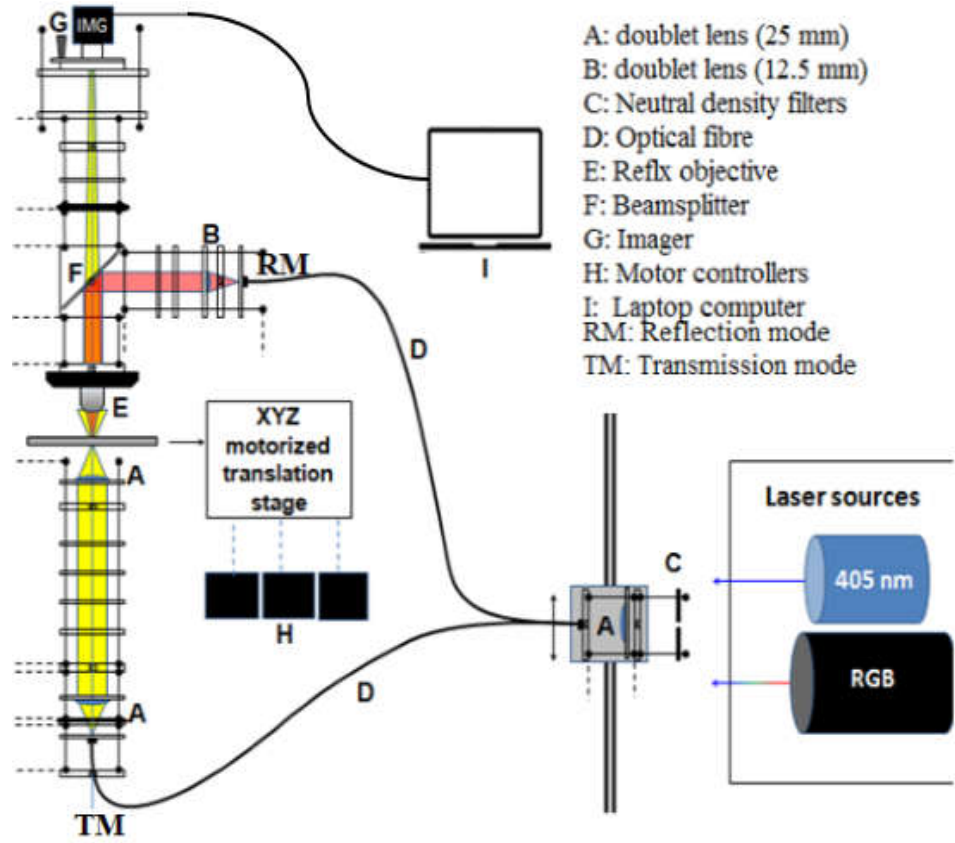 G
IMG
A: doublet lens (25 mm)
B: doublet lens (12.5 mm)
C: Neutral density filters
D: Optical fibre
E: Reflx objective
F: Beamsplitter
G: Imager
H: Motor controllers
I: Laptop computer
RM: Reflection mode
TM: Transmission mode
B
F
RM
I
D
E
XYZ
motorized
translation
stage
A
Laser sources
405 nm
C
A
H
RGB
D
A
TM